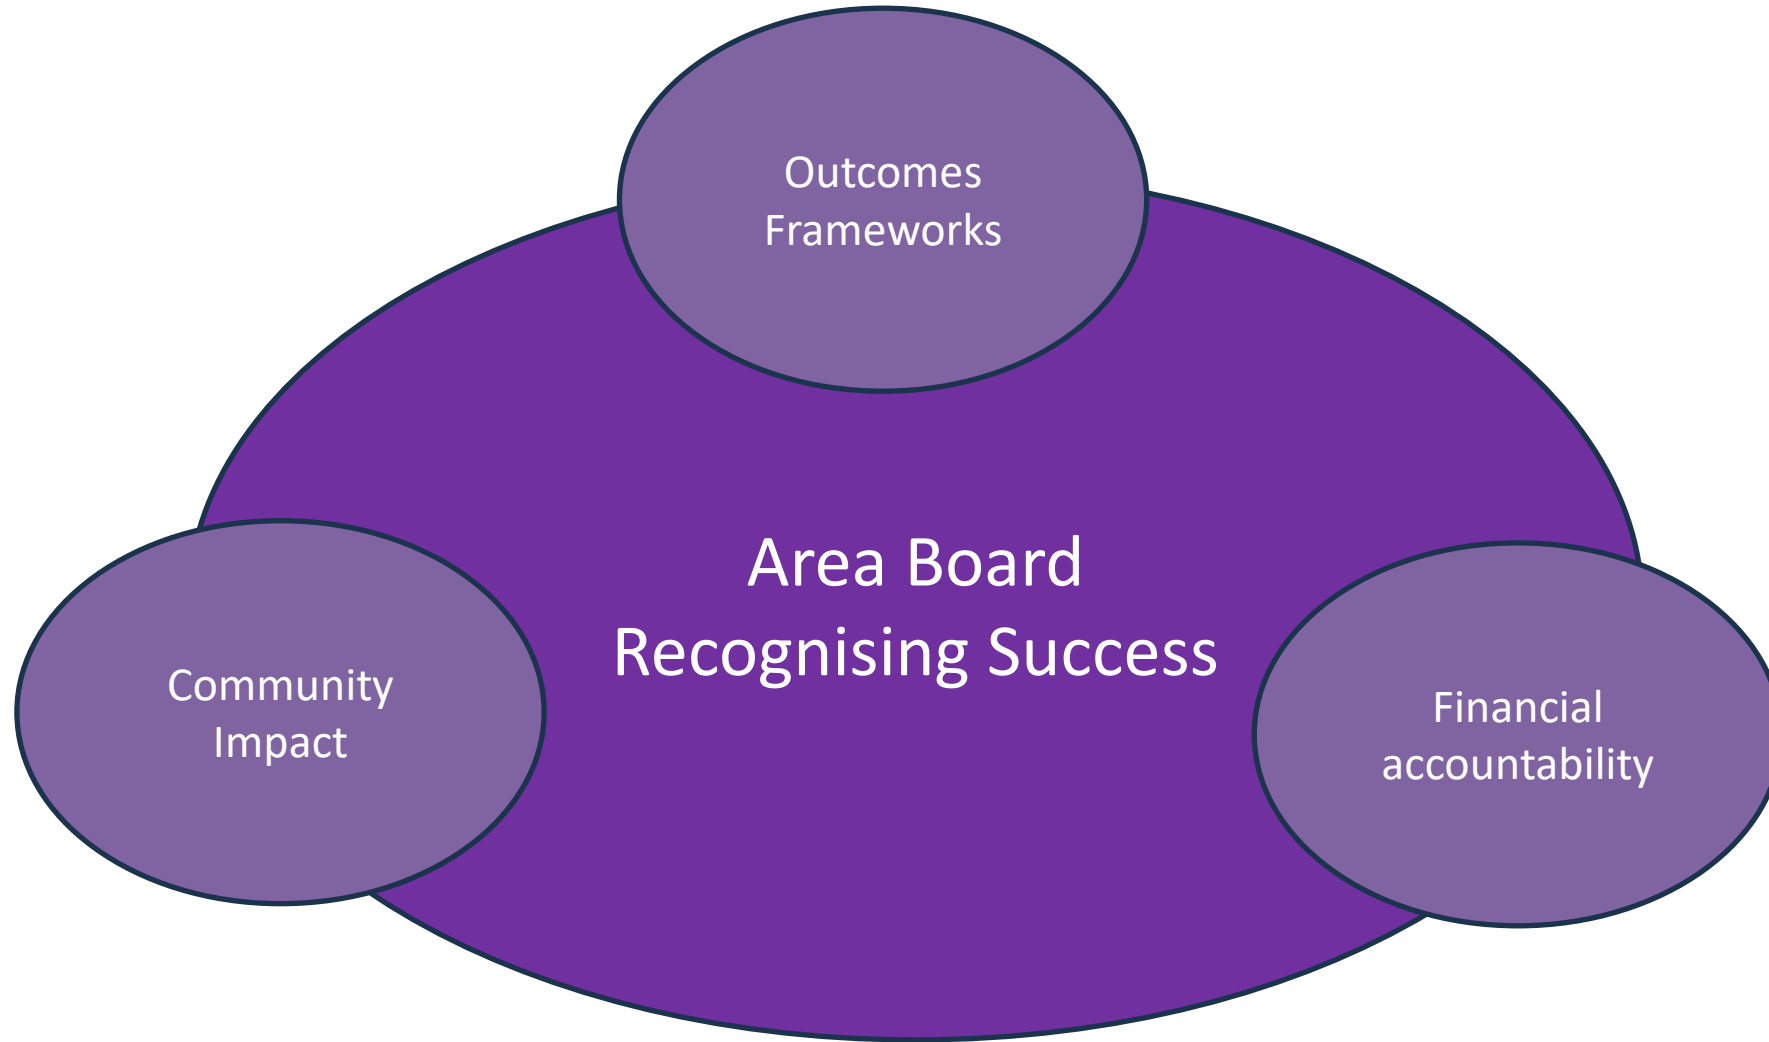 Outcomes
Frameworks
Area Board
Recognising Success
Community
Impact
Financial
accountability